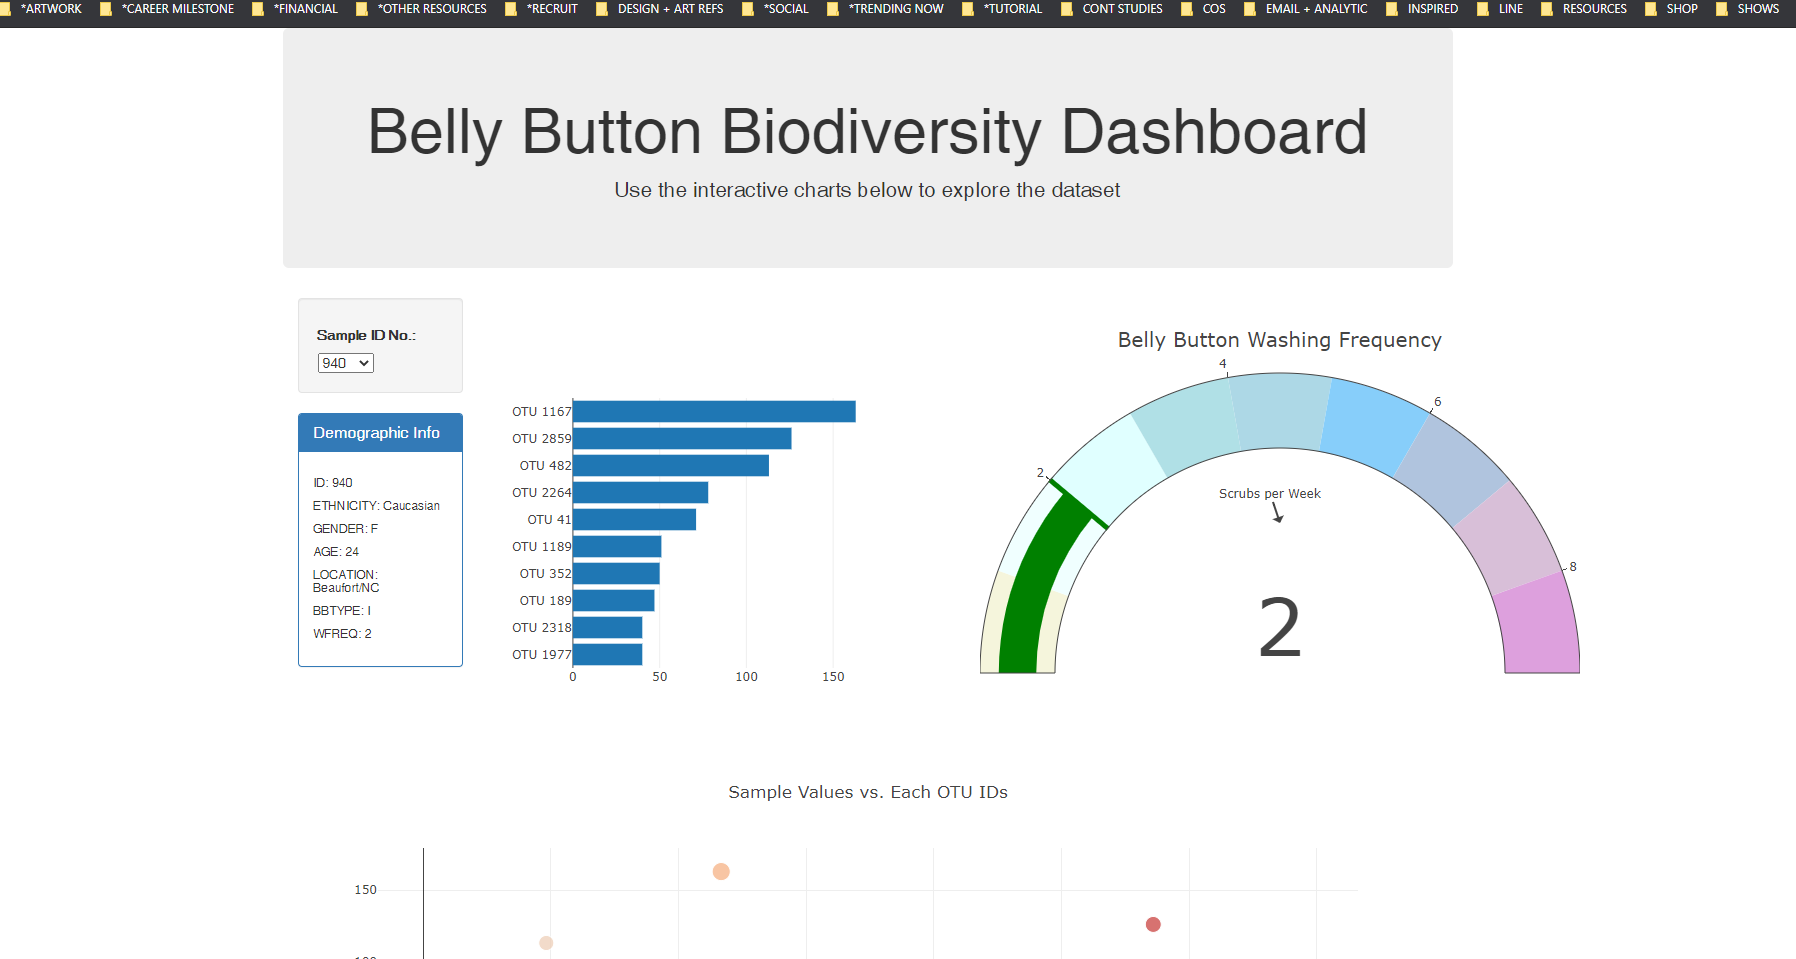 *ARTWORK *CAREER MILESTONE *FINANCIAL *OTHER RESOURCES *RECRUIT DESIGN + ART REFS *SOCIAL *TRENDING NOW *TUTORIAL CONT STUDIES COS EMAIL + ANALYTIC INSPIRED LINE RESOURCES SHOP SHOWS
Belly Button Biodiversity Dashboard
Use the interactive charts below to explore the dataset
Sample ID No.:
940
Demographic Info
ID: 940
ETHNICITY: Caucasian
GENDER: F
AGE: 24
LOCATION:
Beaufort/NC
BBTYPE: I
WFREQ: 2
OTU 1167
OTU 2859
OTU 482
OTU 2264
OTU 41
OTU 1189
OTU 352
OTU 189
OTU 2318
OTU 1977
0 50 100 150
Belly Button Washing Frequency
4
6
2
8
Scrubs per Week
2
Sample Values vs. Each OTU IDs
150